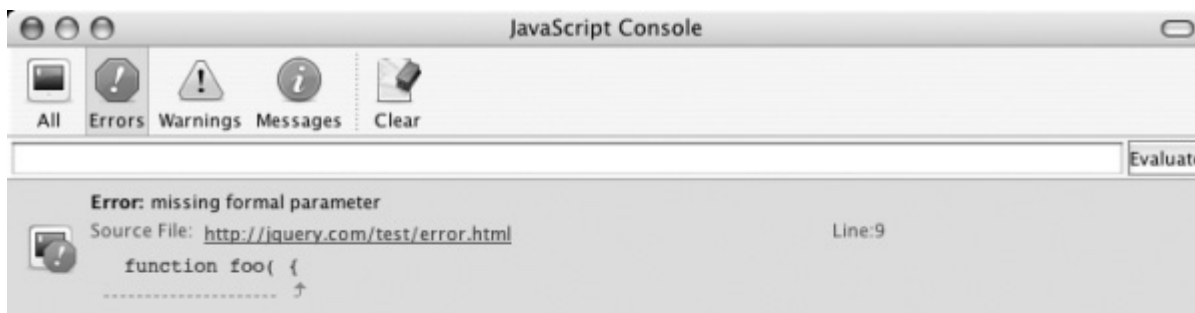 JavaScript Console
All Errors Warnings Messages Clear
Evaluate
Error: missing formal parameter
Source File: http://jquery.com/test/error.html Line:9
function foo( {